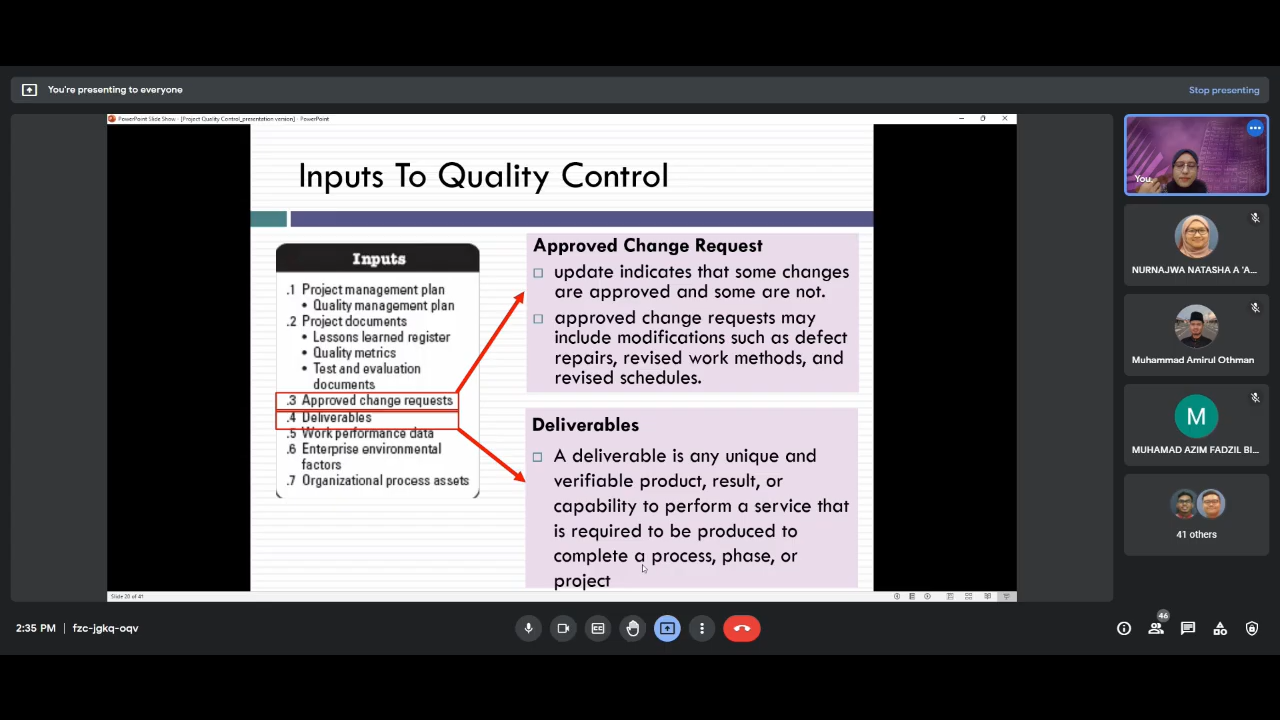 You're presenting to everyone
Stop presenting
PowerPoint Slide Show - [Project Quality Control_presentation version] - PowerPoint
Inputs To Quality Control
Inputs
.1 Project management plan
• Quality management plan
.2 Project documents
• Lessons learned register
• Quality metrics
• Test and evaluation
documents
.3 Approved change requests
.4 Deliverables
.5 Work performance data
.6 Enterprise environmental
factors
.7 Organizational process assets
Approved Change Request
update indicates that some changes
are approved and some are not.
approved change requests may
include modifications such as defect
repairs, revised work methods, and
revised schedules.
Deliverables
A deliverable is any unique and
verifiable product, result, or
capability to perform a service that
is required to be produced to
complete a process, phase, or
project
Slide 20 of 41
You
NURNAJWA NATASHA A 'A...
Muhammad Amirul Othman
M
MUHAMAD AZIM FADZIL BI...
41 others
2:35 PM | fzc-jgkq-oqv
46